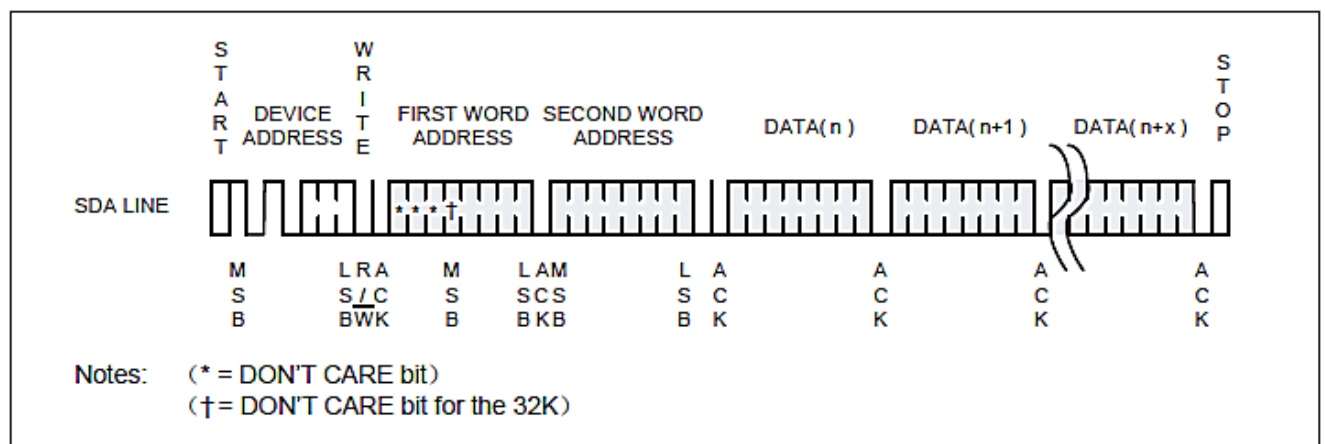 START
WRITE
STOP
DEVICE ADDRESS
FIRST WORD ADDRESS
SECOND WORD ADDRESS
DATA( n )
DATA( n+1 )
DATA( n+x )
SDA LINE
* * * †
MSB
LSB
R/W
ACK
MSB
LSB
ACK
MSB
LSB
ACK
ACK
ACK
ACK
Notes: (* = DON'T CARE bit)
(†= DON'T CARE bit for the 32K)